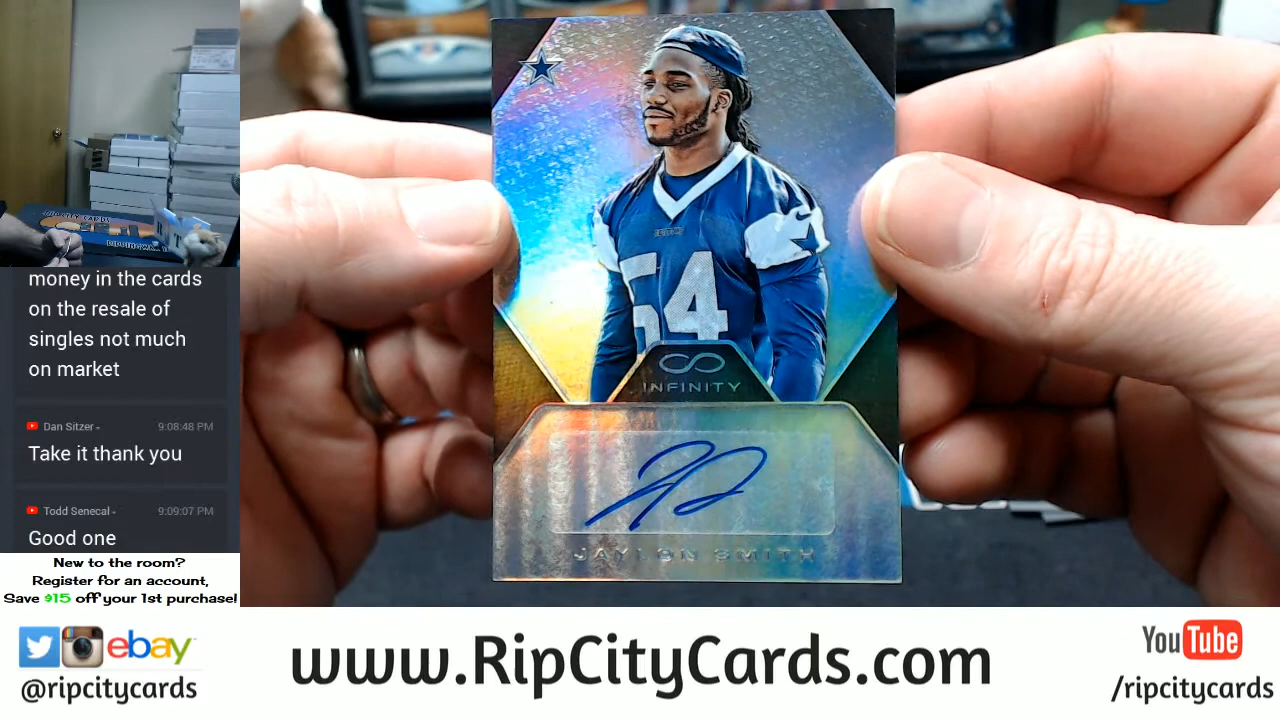 money in the cards
on the resale of
singles not much
on market
Dan Sitzer
9:08:48 PM
Take it thank you
Todd Senecal
9:09:07 PM
Good one
New to the room?
Register for an account,
Save $15 off your 1st purchase!
54
INFINITY
JAYLON SMITH
ebay
@ripcitycards
www.RipCityCards.com
YouTube
/ripcitycards